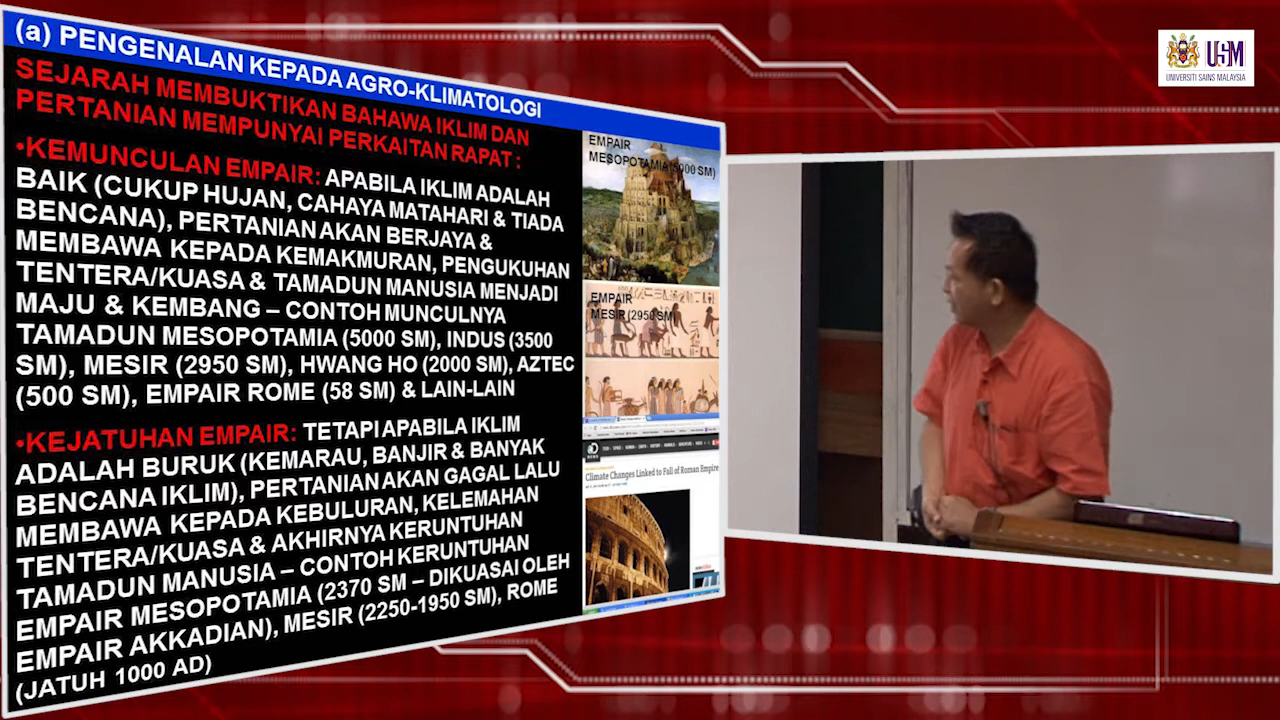 (a) PENGENALAN KEPADA AGRO-KLIMATOLOGI
SEJARAH MEMBUKTIKAN BAHAWA IKLIM DAN
PERTANIAN MEMPUNYAI PERKAITAN RAPAT :
•KEMUNCULAN EMPAIR: APABILA IKLIM ADALAH
BAIK (CUKUP HUJAN, CAHAYA MATAHARI & TIADA
BENCANA), PERTANIAN AKAN BERJAYA &
MEMBAWA KEPADA KEMAKMURAN, PENGUKUHAN
TENTERA/KUASA & TAMADUN MANUSIA MENJADI
MAJU & KEMBANG – CONTOH MUNCULNYA
TAMADUN MESOPOTAMIA (5000 SM), INDUS (3500
SM), MESIR (2950 SM), HWANG HO (2000 SM), AZTEC
(500 SM), EMPAIR ROME (58 SM) & LAIN-LAIN
•KEJATUHAN EMPAIR: TETAPI APABILA IKLIM
ADALAH BURUK (KEMARAU, BANJIR & BANYAK
BENCANA IKLIM), PERTANIAN AKAN GAGAL LALU
MEMBAWA KEPADA KEBULURAN, KELEMAHAN
TENTERA/KUASA & AKHIRNYA KERUNTUHAN
TAMADUN MANUSIA – CONTOH KERUNTUHAN
EMPAIR MESOPOTAMIA (2370 SM – DIKUASAI OLEH
EMPAIR AKKADIAN), MESIR (2250-1950 SM), ROME
(JATUH 1000 AD)
EMPAIR
MESOPOTAMIA (5000 SM)
EMPAIR
MESIR (2950 SM)
Climate Changes Linked to Fall of Roman Empire
USM
UNIVERSITI SAINS MALAYSIA